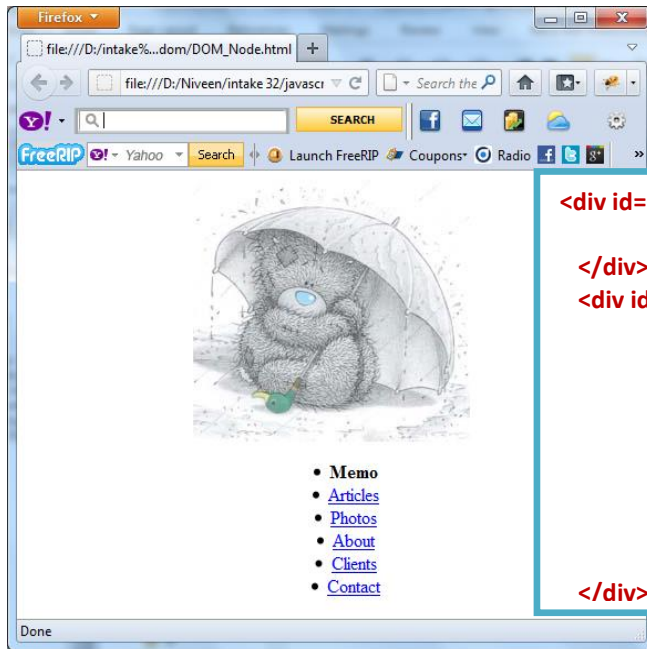 Firefox
file:///D:/intake%...dom/DOM_Node.html
file:///D:/Niveen/intake 32/javascr
Search the
Y!
SEARCH
FreeRIP Y! Yahoo Search Launch FreeRIP Coupons Radio »
<div id=
</div>
<div id
</div>
• Memo
• Articles
• Photos
• About
• Clients
• Contact
Done